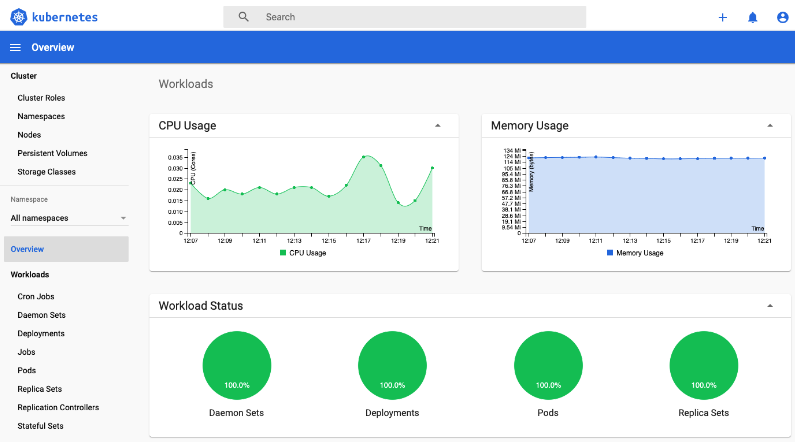 kubernetes
Search
Overview
Cluster
Cluster Roles
Namespaces
Nodes
Persistent Volumes
Storage Classes
Namespace
All namespaces
Overview
Workloads
Cron Jobs
Daemon Sets
Deployments
Jobs
Pods
Replica Sets
Replication Controllers
Stateful Sets
Workloads
CPU Usage
CPU (Cores)
0.035
0.03
0.025
0.02
0.015
0.01
0.005
0
12:07 12:09 12:11 12:13 12:15 12:17 12:19 12:21
Time
CPU Usage
Memory Usage
Memory (bytes)
134 Mi
124 Mi
114 Mi
105 Mi
95.4 Mi
85.8 Mi
76.3 Mi
66.8 Mi
57.2 Mi
47.7 Mi
38.1 Mi
28.6 Mi
19.1 Mi
9.54 Mi
0
12:07 12:09 12:11 12:13 12:15 12:17 12:19 12:21
Time
Memory Usage
Workload Status
100.0% 100.0% 100.0% 100.0%
Daemon Sets Deployments Pods Replica Sets